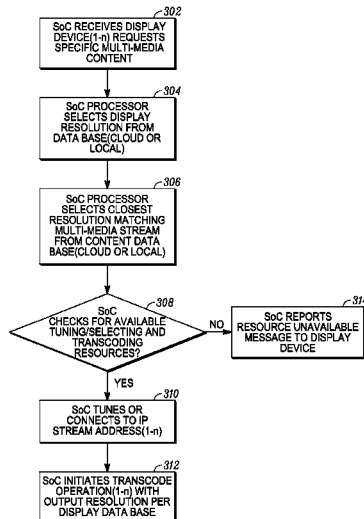 302
SoC RECEIVES DISPLAY
DEVICE(1-n) REQUESTS
SPECIFIC MULTI-MEDIA
CONTENT
304
SoC PROCESSOR
SELECTS DISPLAY
RESOLUTION FROM
DATA BASE(CLOUD OR
LOCAL)
306
SoC PROCESSOR
SELECTS CLOSEST
RESOLUTION MATCHING
MULTI-MEDIA STREAM
FROM CONTENT DATA
BASE(CLOUD OR LOCAL)
308
SoC
CHECKS FOR AVAILABLE
TUNING/SELECTING AND
TRANSCODING
RESOURCES?
NO
SoC REPORTS
RESOURCE UNAVAILABLE
MESSAGE TO DISPLAY
DEVICE
YES
310
SoC TUNES OR
CONNECTS TO IP
STREAM ADDRESS(1-n)
312
SoC INITIATES TRANSCODE
OPERATION(1-n) WITH
OUTPUT RESOLUTION PER
DISPLAY DATA BASE